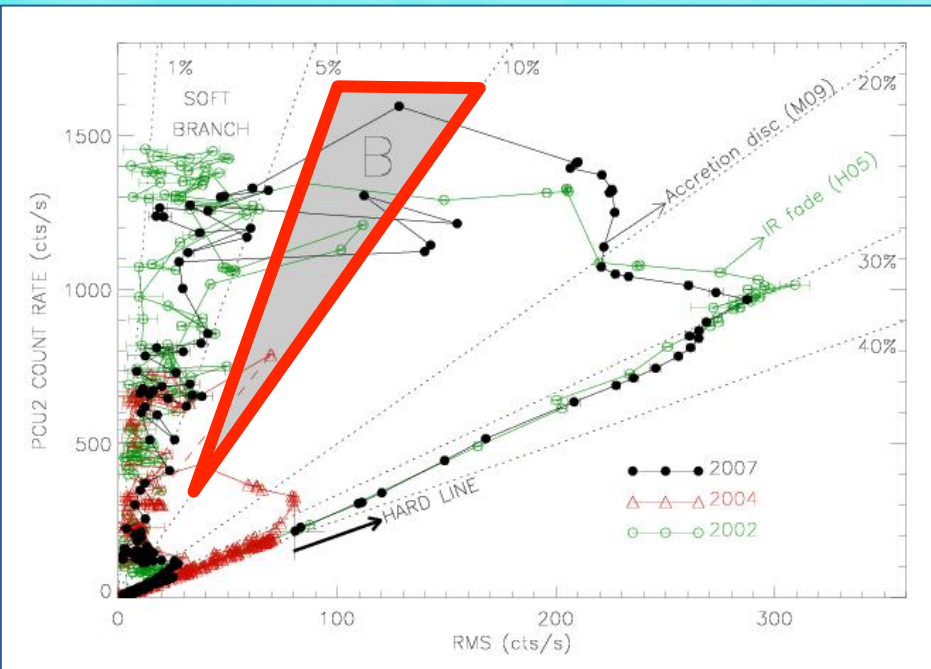 1%
5%
10%
SOFT
BRANCH
B
Accretion disc (M09)
20%
IR fade (H05)
30%
40%
1500
1000
500
0
PCU2 COUNT RATE (cts/s)
2007
2004
2002
HARD LINE
0
100
200
300
RMS (cts/s)